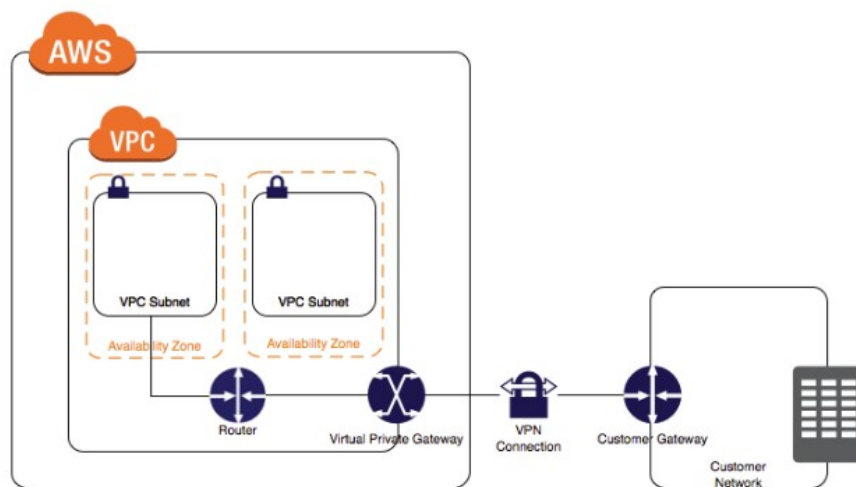 AWS
VPC
VPC Subnet
VPC Subnet
Availability Zone
Availability Zone
Router
Virtual Private Gateway
VPN
Connection
Customer Gateway
Customer
Network